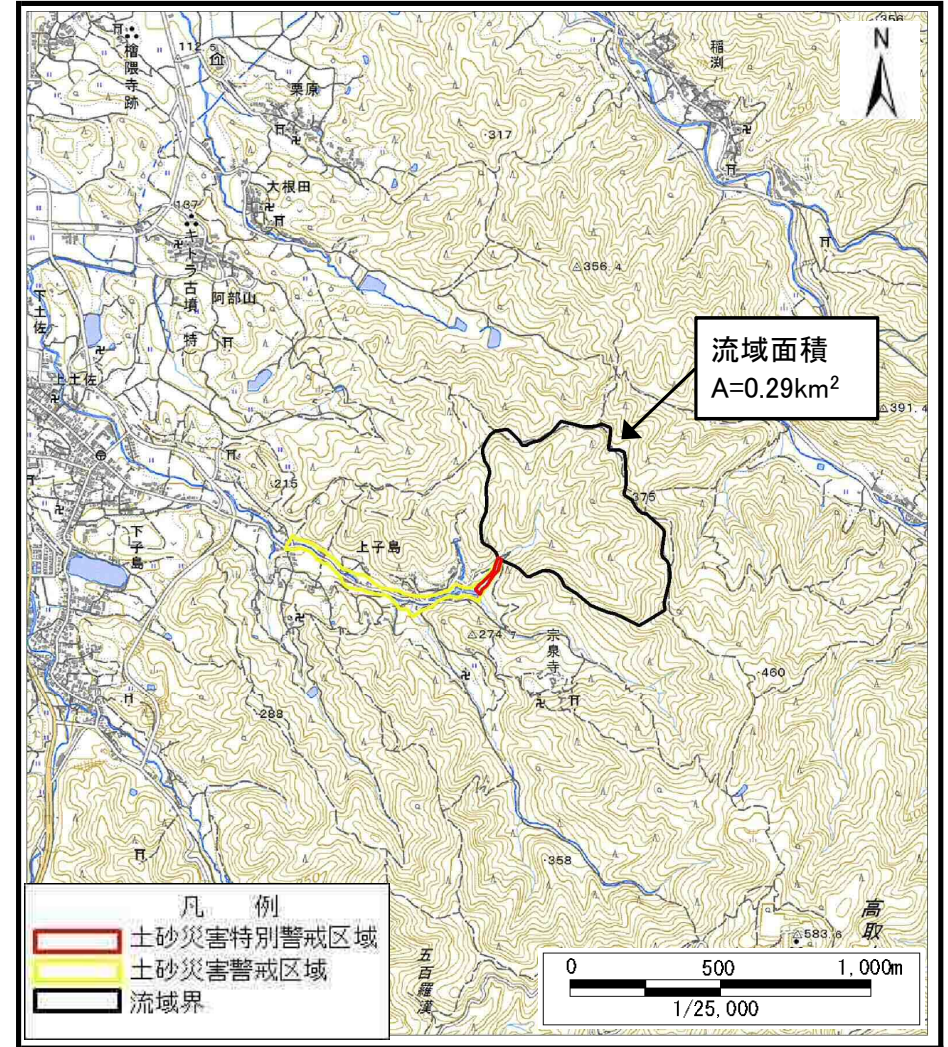 檜隈寺跡
112.5
栗原
稲渕
356
N
・317
大根田
137
キトラ古墳(特)
阿部山
△356.4
下土佐
上土佐
流域面積
A=0.29km²
△391.4
・215
・375
下子島
上子島
△274.7
宗泉寺
・460
・288
・358
高取
△583.6
五百羅漢
凡 例
土砂災害特別警戒区域
土砂災害警戒区域
流域界
0 500 1,000m
1/25,000